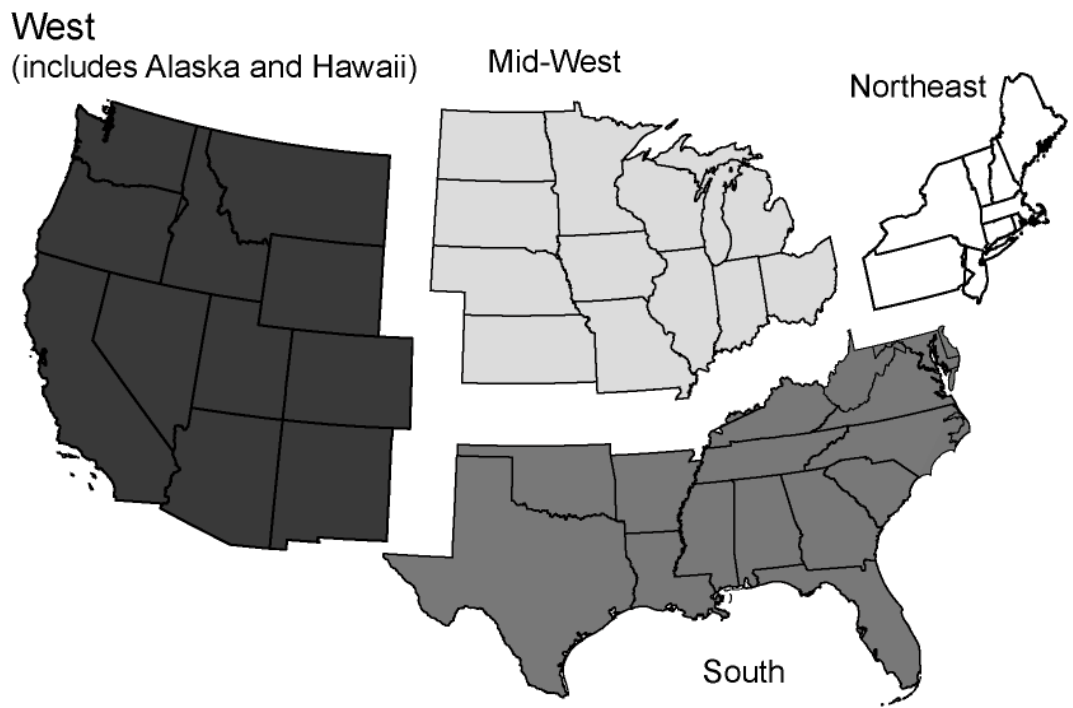 West
(includes Alaska and Hawaii)
Mid-West
Northeast
South